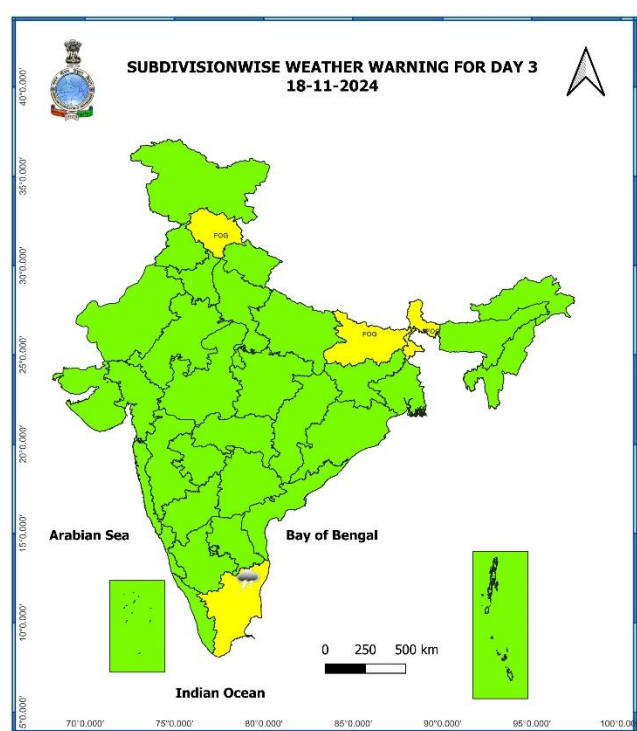 SUBDIVISIONWISE WEATHER WARNING FOR DAY 3
18-11-2024
40°0.000'
35°0.000'
30°0.000'
25°0.000'
20°0.000'
15°0.000'
10°0.000'
5°0.000'
FOG
FOG
FOG
Arabian Sea
Bay of Bengal
0 250 500 km
Indian Ocean
70°0.000' 75°0.000' 80°0.000' 85°0.000' 90°0.000' 95°0.000' 100°0.000'